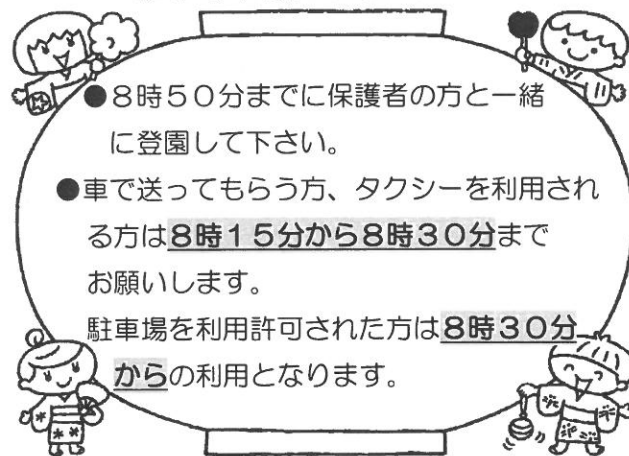 ●8時50分までに保護者の方と一緒
に登園して下さい。
●車で送ってもらう方、タクシーを利用され
る方は8時15分から8時30分まで
お願いします。
駐車場を利用許可された方は8時30分
からの利用となります。